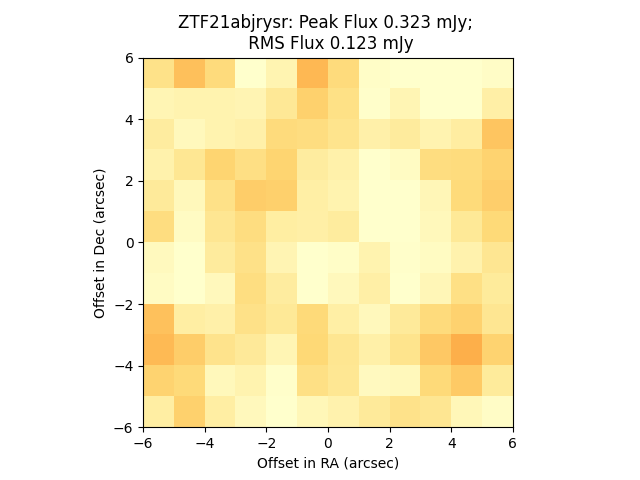 ZTF21abjrysr: Peak Flux 0.323 mJy;
RMS Flux 0.123 mJy
6
4
2
0
−2
−4
−6
Offset in Dec (arcsec)
−6 −4 −2 0 2 4 6
Offset in RA (arcsec)